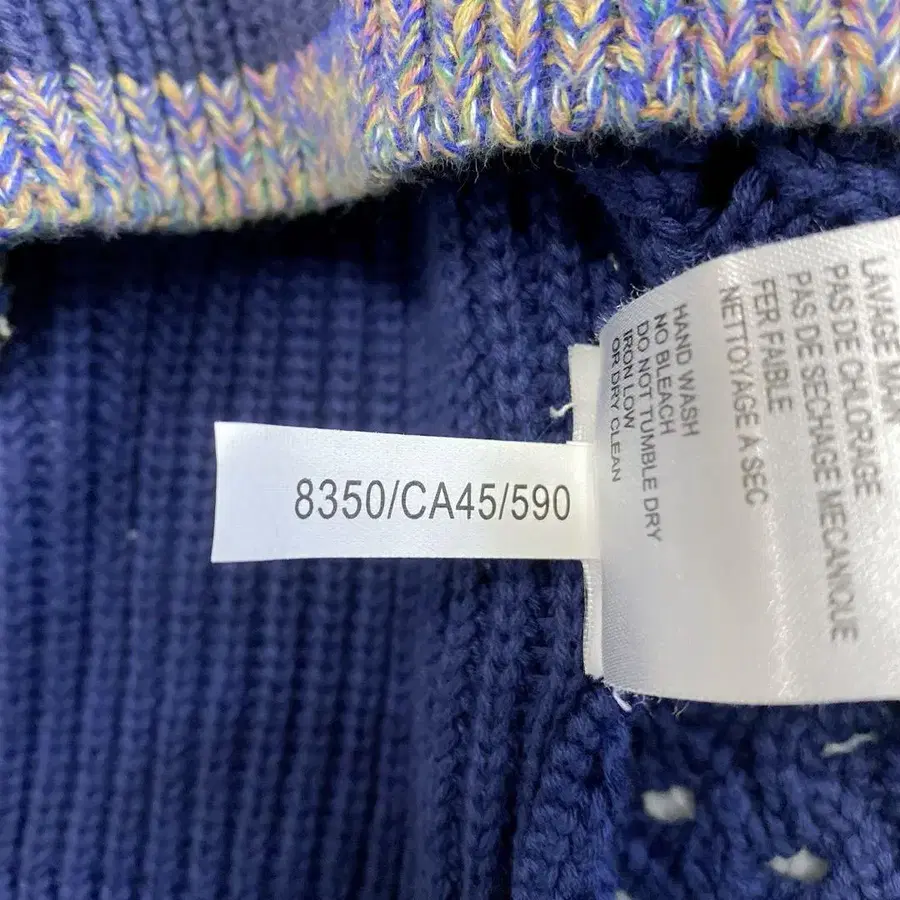 8350/CA45/590
HAND WASH
NO BLEACH
DO NOT TUMBLE DRY
IRON LOW
OR DRY CLEAN
LAVAGE
PAS DE CHLORAGE
PAS DE SECHAGE MECANIQUE
FER FAIBLE
NETTOYAGE A SEC